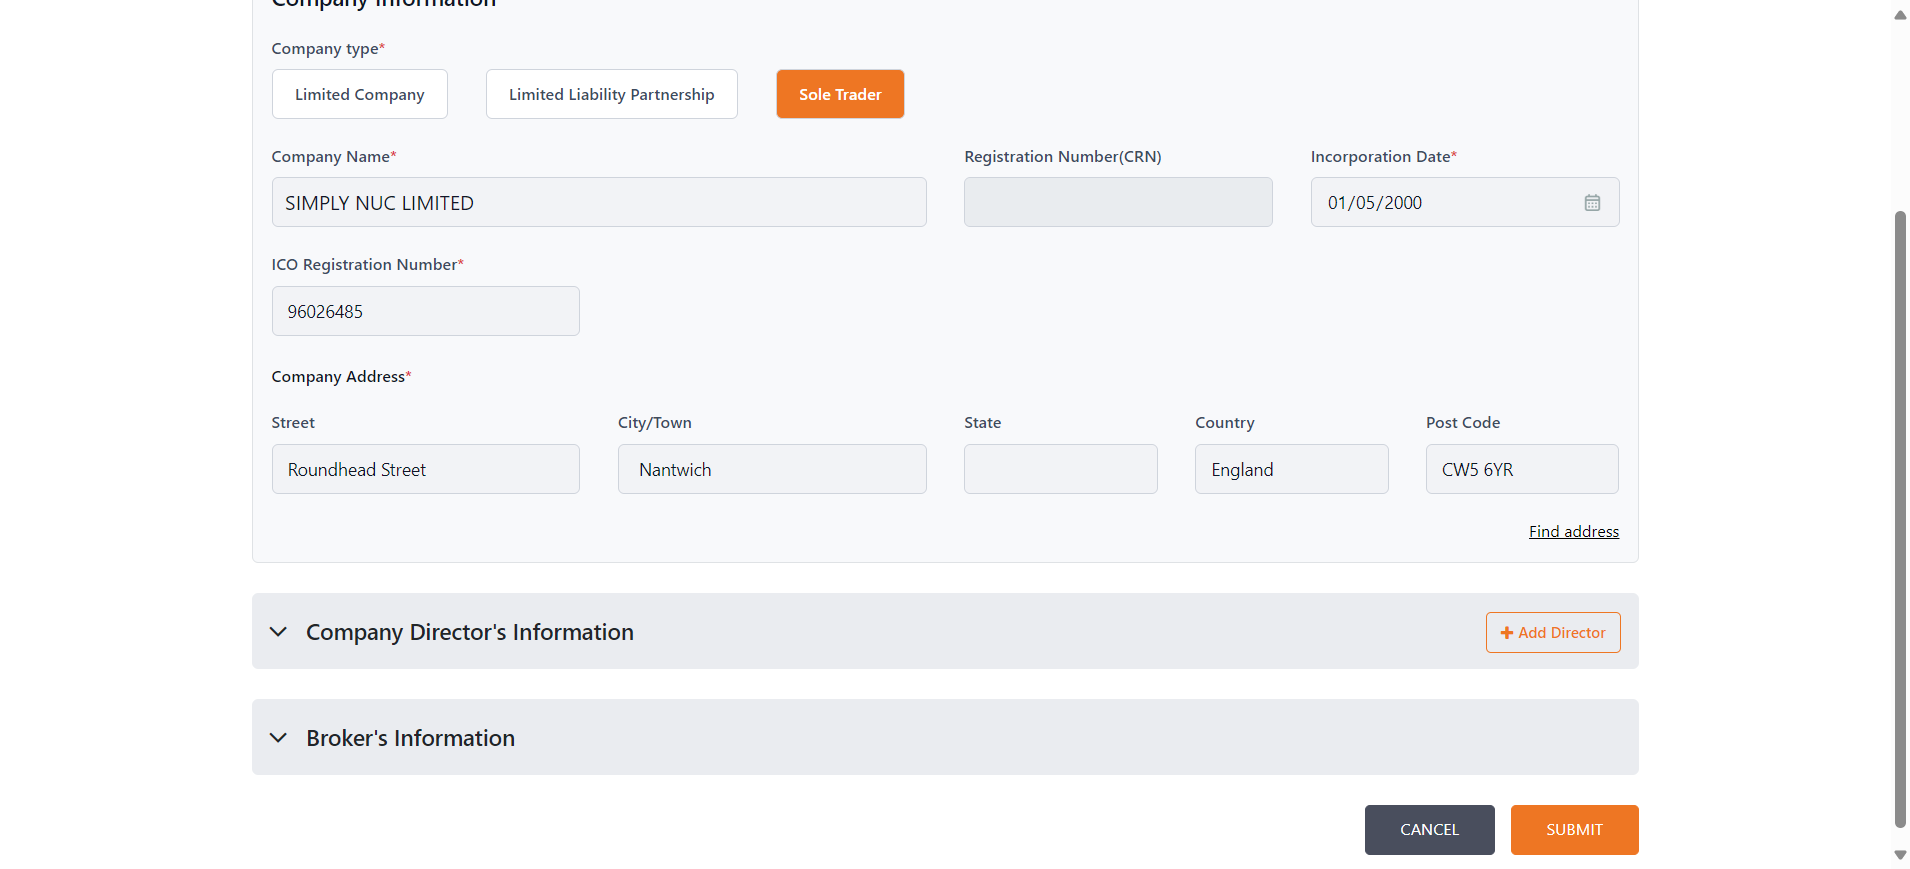 Company Information
Company type*
Limited Company
Limited Liability Partnership
Sole Trader
Company Name*
Registration Number(CRN)
Incorporation Date*
SIMPLY NUC LIMITED
01/05/2000
ICO Registration Number*
96026485
Company Address*
Street
City/Town
State
Country
Post Code
Roundhead Street
Nantwich
England
CW5 6YR
Find address
Company Director's Information
Add Director
Broker's Information
CANCEL
SUBMIT